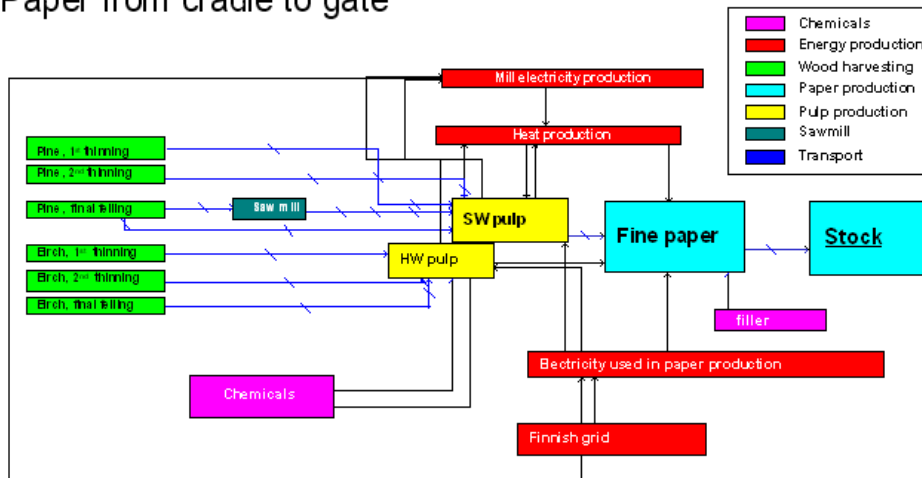 Paper from cradle to gate
Chemicals
Energy production
Wood harvesting
Paper production
Pulp production
Sawmill
Transport
Mill electricity production
Heat production
Pine, 1st thinning
Pine, 2nd thinning
Pine, final felling
Saw mill
SW pulp
Fine paper
Stock
Birch, 1st thinning
HW pulp
Birch, 2nd thinning
Birch, final felling
filler
Electricity used in paper production
Chemicals
Finnish grid